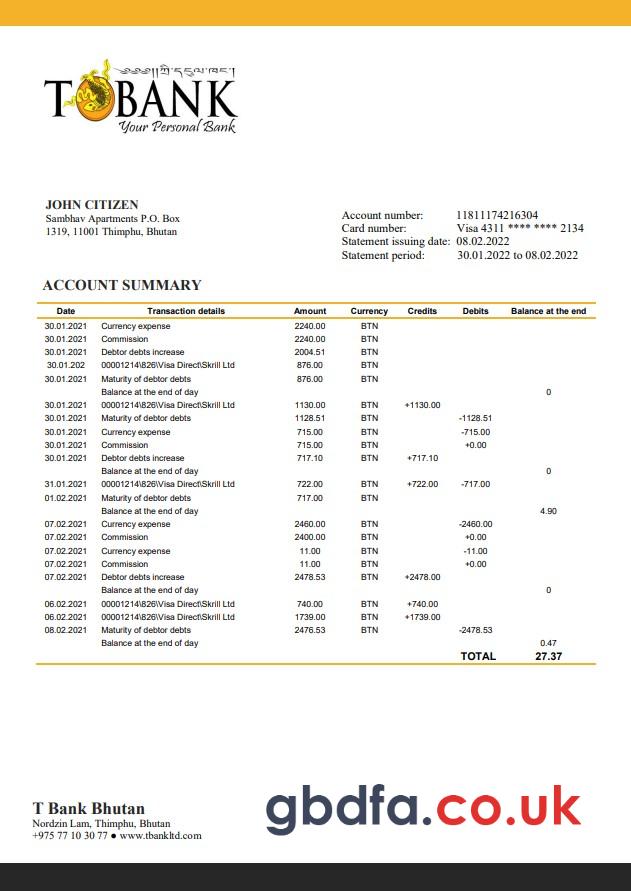 ༄༅།།ཀྲི་ད་དངུལ་ཁང་།
T BANK
Your Personal Bank
JOHN CITIZEN
Sambhav Apartments P.O. Box
1319, 11001 Thimphu, Bhutan
Account number: 11811174216304
Card number: Visa 4311 **** **** 2134
Statement issuing date: 08.02.2022
Statement period: 30.01.2022 to 08.02.2022
ACCOUNT SUMMARY
Date Transaction details Amount Currency Credits Debits Balance at the end
30.01.2021 Currency expense 2240.00 BTN
30.01.2021 Commission 2240.00 BTN
30.01.2021 Debtor debts increase 2004.51 BTN
30.01.202 00001214\826\Visa Direct\Skrill Ltd 876.00 BTN
30.01.2021 Maturity of debtor debts 876.00 BTN
Balance at the end of day 0
30.01.2021 00001214\826\Visa Direct\Skrill Ltd 1130.00 BTN +1130.00
30.01.2021 Maturity of debtor debts 1128.51 BTN -1128.51
30.01.2021 Currency expense 715.00 BTN -715.00
30.01.2021 Commission 715.00 BTN +0.00
30.01.2021 Debtor debts increase 717.10 BTN +717.10
Balance at the end of day 0
31.01.2021 00001214\826\Visa Direct\Skrill Ltd 722.00 BTN +722.00 -717.00
01.02.2021 Maturity of debtor debts 717.00 BTN
Balance at the end of day 4.90
07.02.2021 Currency expense 2460.00 BTN -2460.00
07.02.2021 Commission 2400.00 BTN +0.00
07.02.2021 Currency expense 11.00 BTN -11.00
07.02.2021 Commission 11.00 BTN +0.00
07.02.2021 Debtor debts increase 2478.53 BTN +2478.00
Balance at the end of day 0
06.02.2021 00001214\826\Visa Direct\Skrill Ltd 740.00 BTN +740.00
06.02.2021 00001214\826\Visa Direct\Skrill Ltd 1739.00 BTN +1739.00
08.02.2021 Maturity of debtor debts 2476.53 BTN -2478.53
Balance at the end of day 0.47
TOTAL 27.37
T Bank Bhutan
Nordzin Lam, Thimphu, Bhutan
+975 77 10 30 77 ● www.tbankltd.com
gbdfa.co.uk